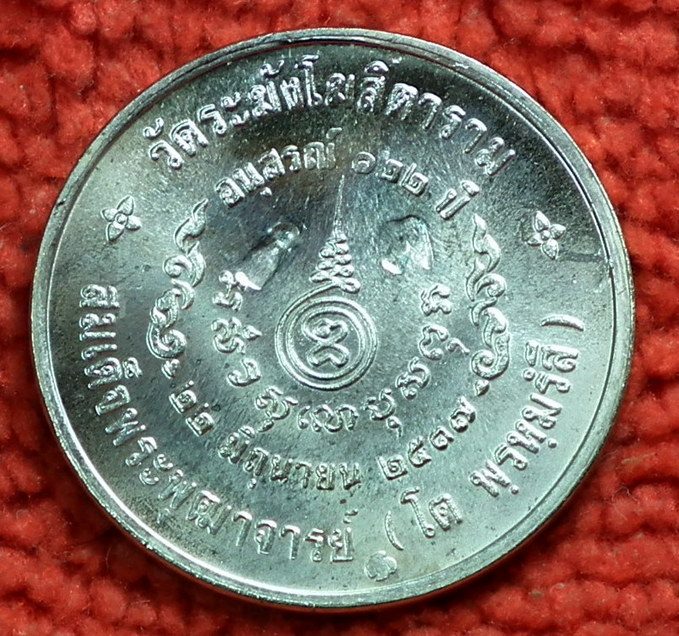 วัดระฆังโฆสิตาราม
อนุสรณ์ ๑๒๒ ปี
๒๒ มิถุนายน ๒๕๓๗
สมเด็จพระพุฒาจารย์ (โต พฺรหฺมรํสี)